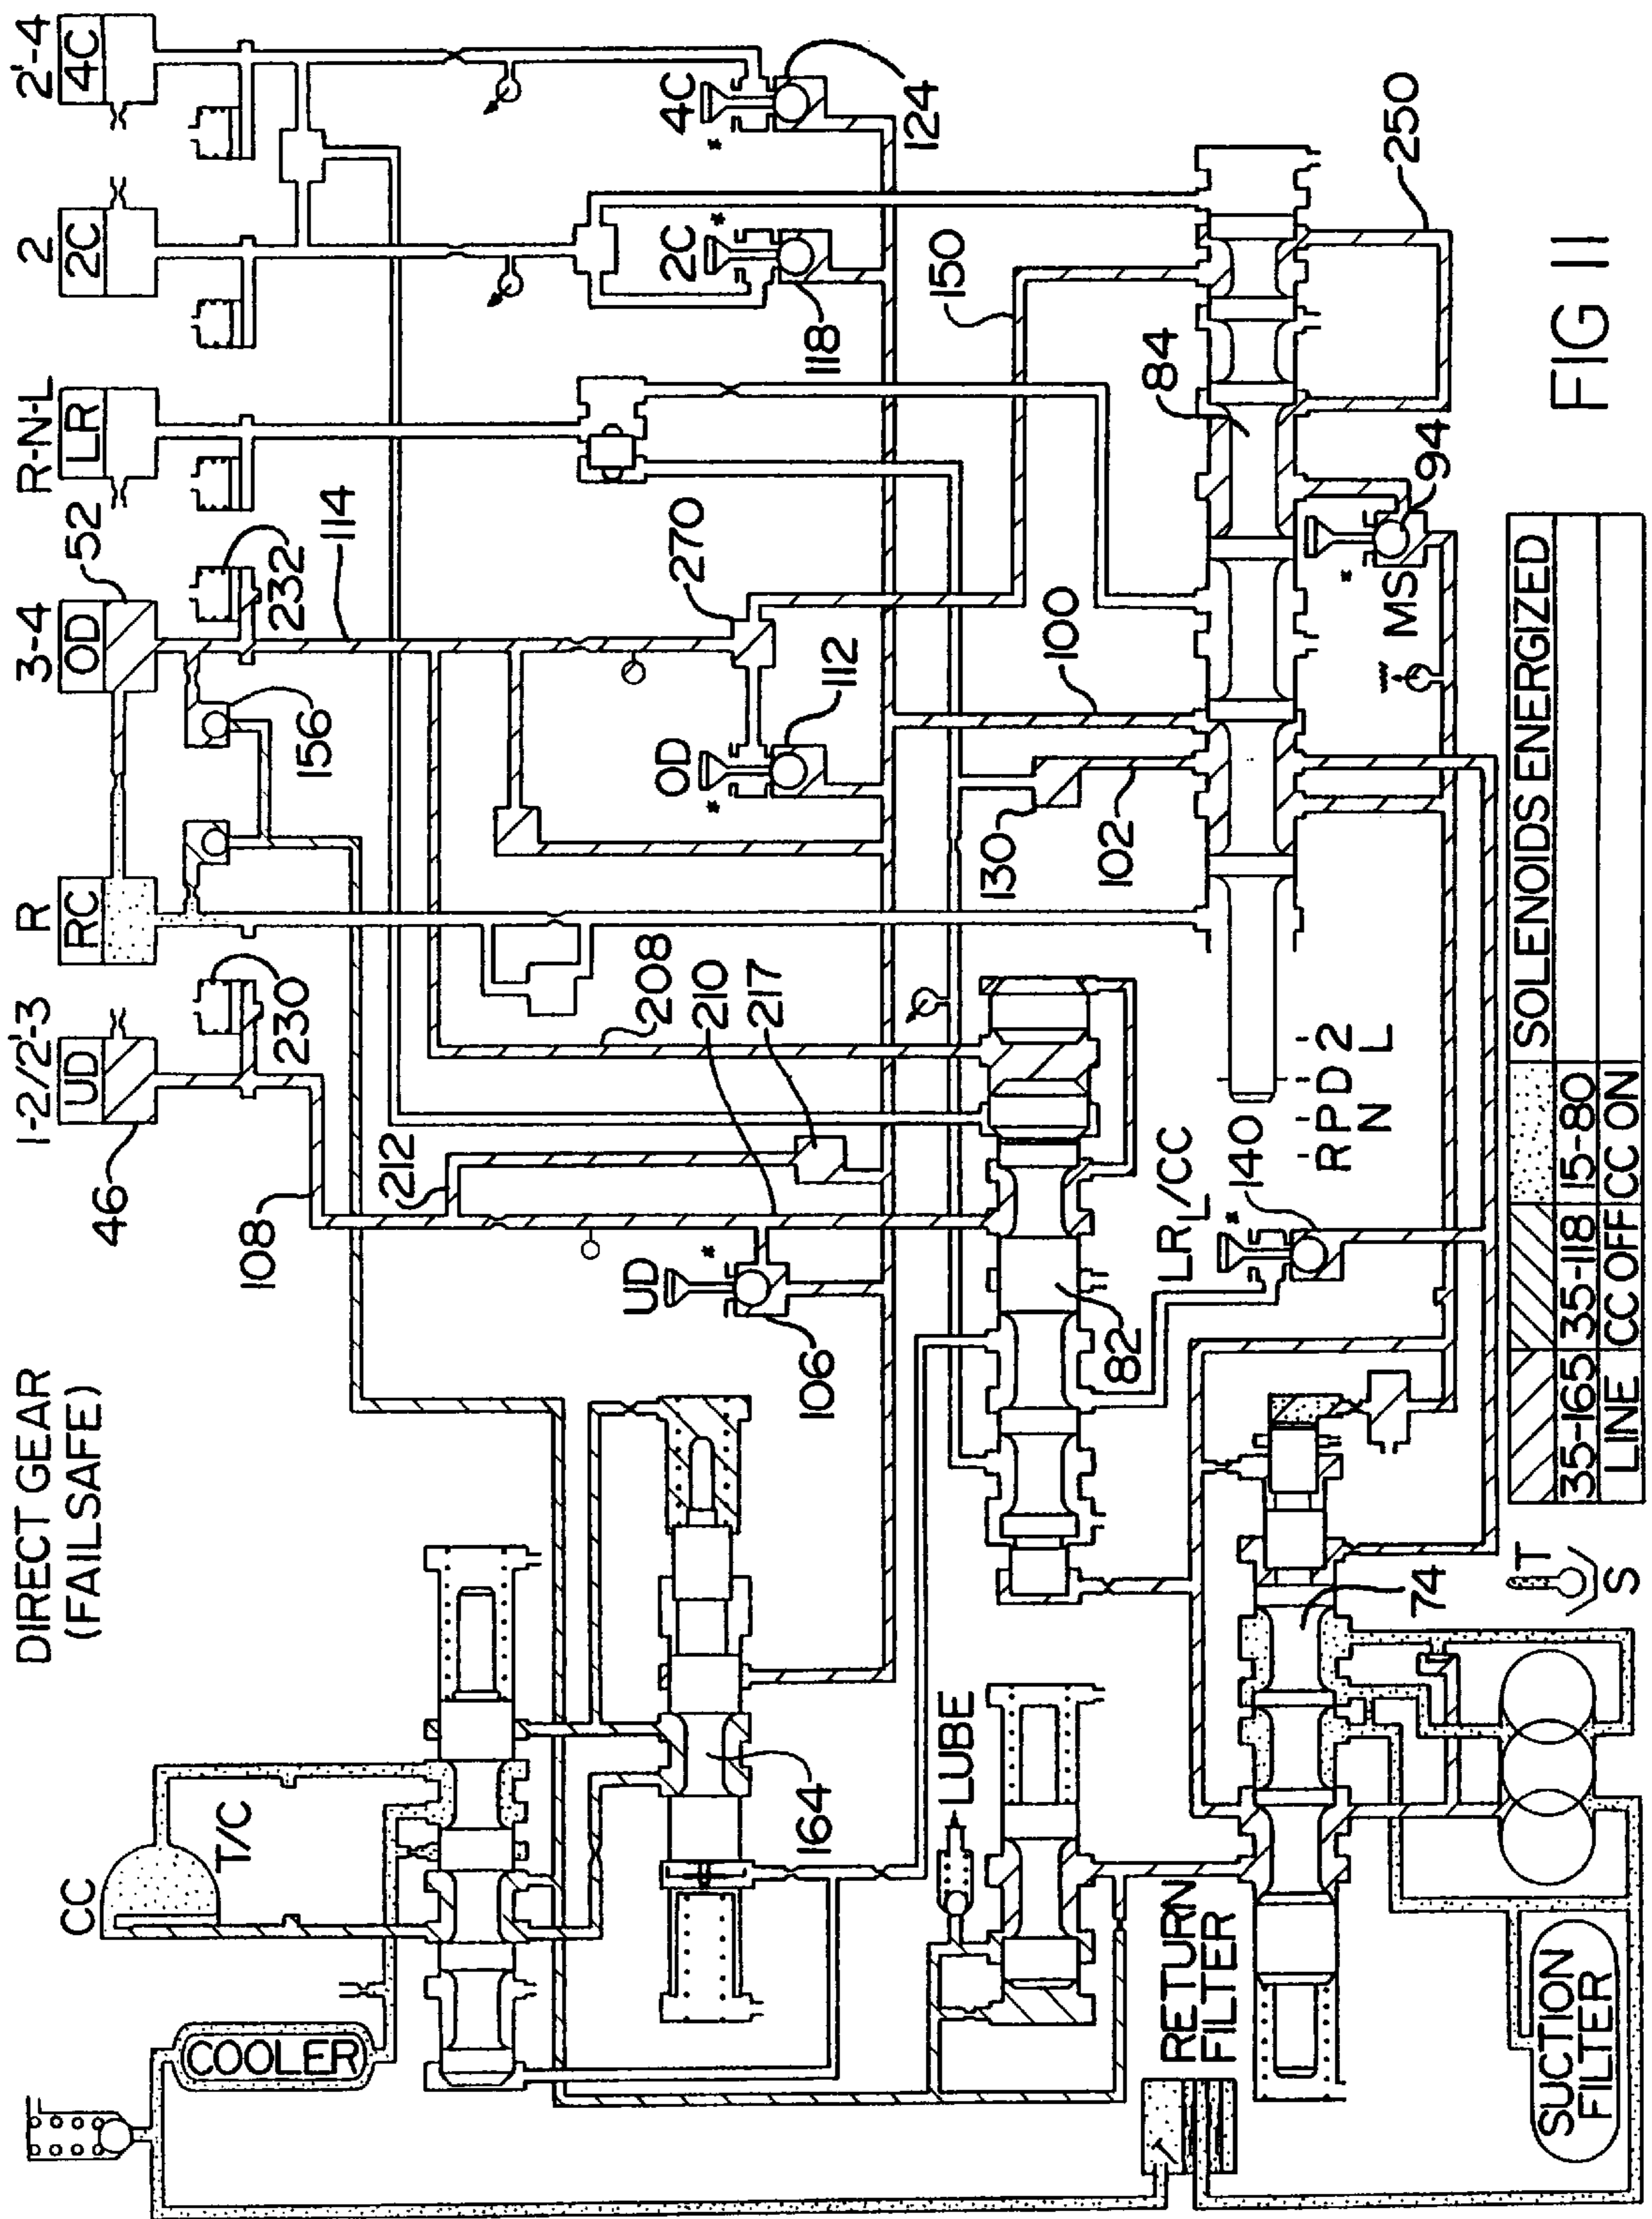 DIRECT GEAR
(FAILSAFE)
1-2/2'-3
R
3-4
R-N-L
2
2'-4
UD
RC
OD
LR
2C
4C
46
52
230
232
156
114
108
212
208
210
217
270
CC
T/C
COOLER
UD
*
106
OD
*
112
2C
*
118
4C
*
124
164
130
102
100
150
84
250
82
LRL/CC
*
140
R P D 2
N L
MS
*
94
LUBE
RETURN
FILTER
SUCTION
FILTER
74
T
S
SOLENOIDS ENERGIZED
35-165 35-118 15-80
LINE CC OFF CC ON
FIG 11